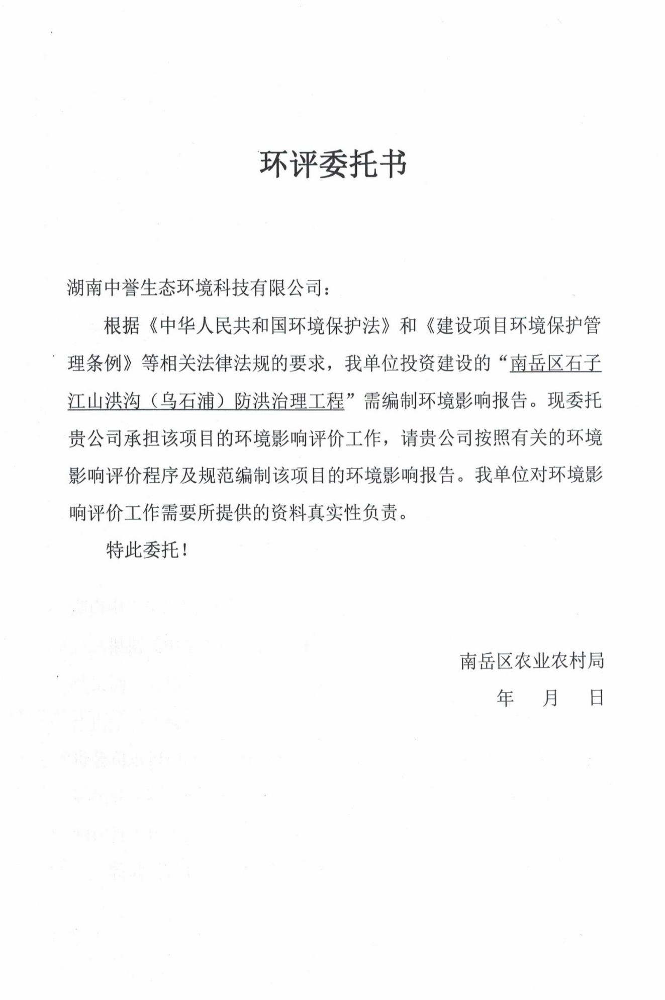 环评委托书
湖南中誉生态环境科技有限公司：
根据《中华人民共和国环境保护法》和《建设项目环境保护管
理条例》等相关法律法规的要求，我单位投资建设的“南岳区石子
江山洪沟（乌石浦）防洪治理工程”需编制环境影响报告。现委托
贵公司承担该项目的环境影响评价工作，请贵公司按照有关的环境
影响评价程序及规范编制该项目的环境影响报告。我单位对环境影
响评价工作需要所提供的资料真实性负责。
特此委托！
南岳区农业农村局
年 月 日